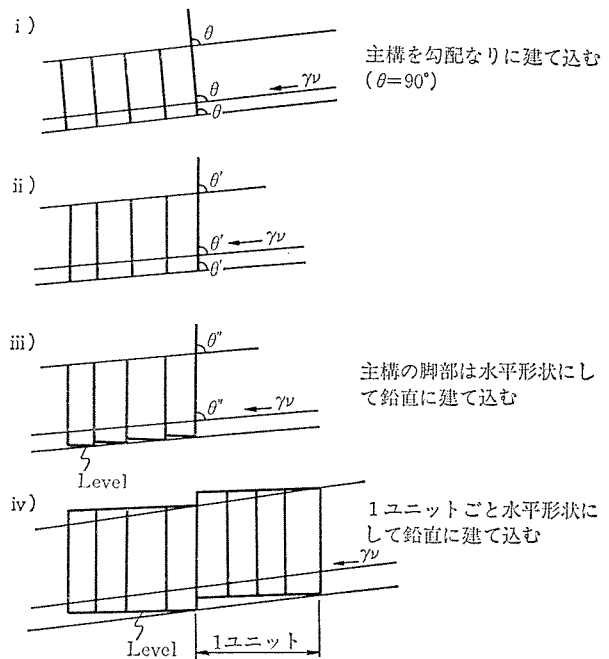 i)
θ
θ
θ
γν
主構を勾配なりに建て込む
(θ=90°)
ii)
θ'
θ'
θ'
γν
iii)
θ"
θ"
γν
主構の脚部は水平形状にし
て鉛直に建て込む
Level
iv)
1ユニットごと水平形状に
にして鉛直に建て込む
γν
Level
1ユニット